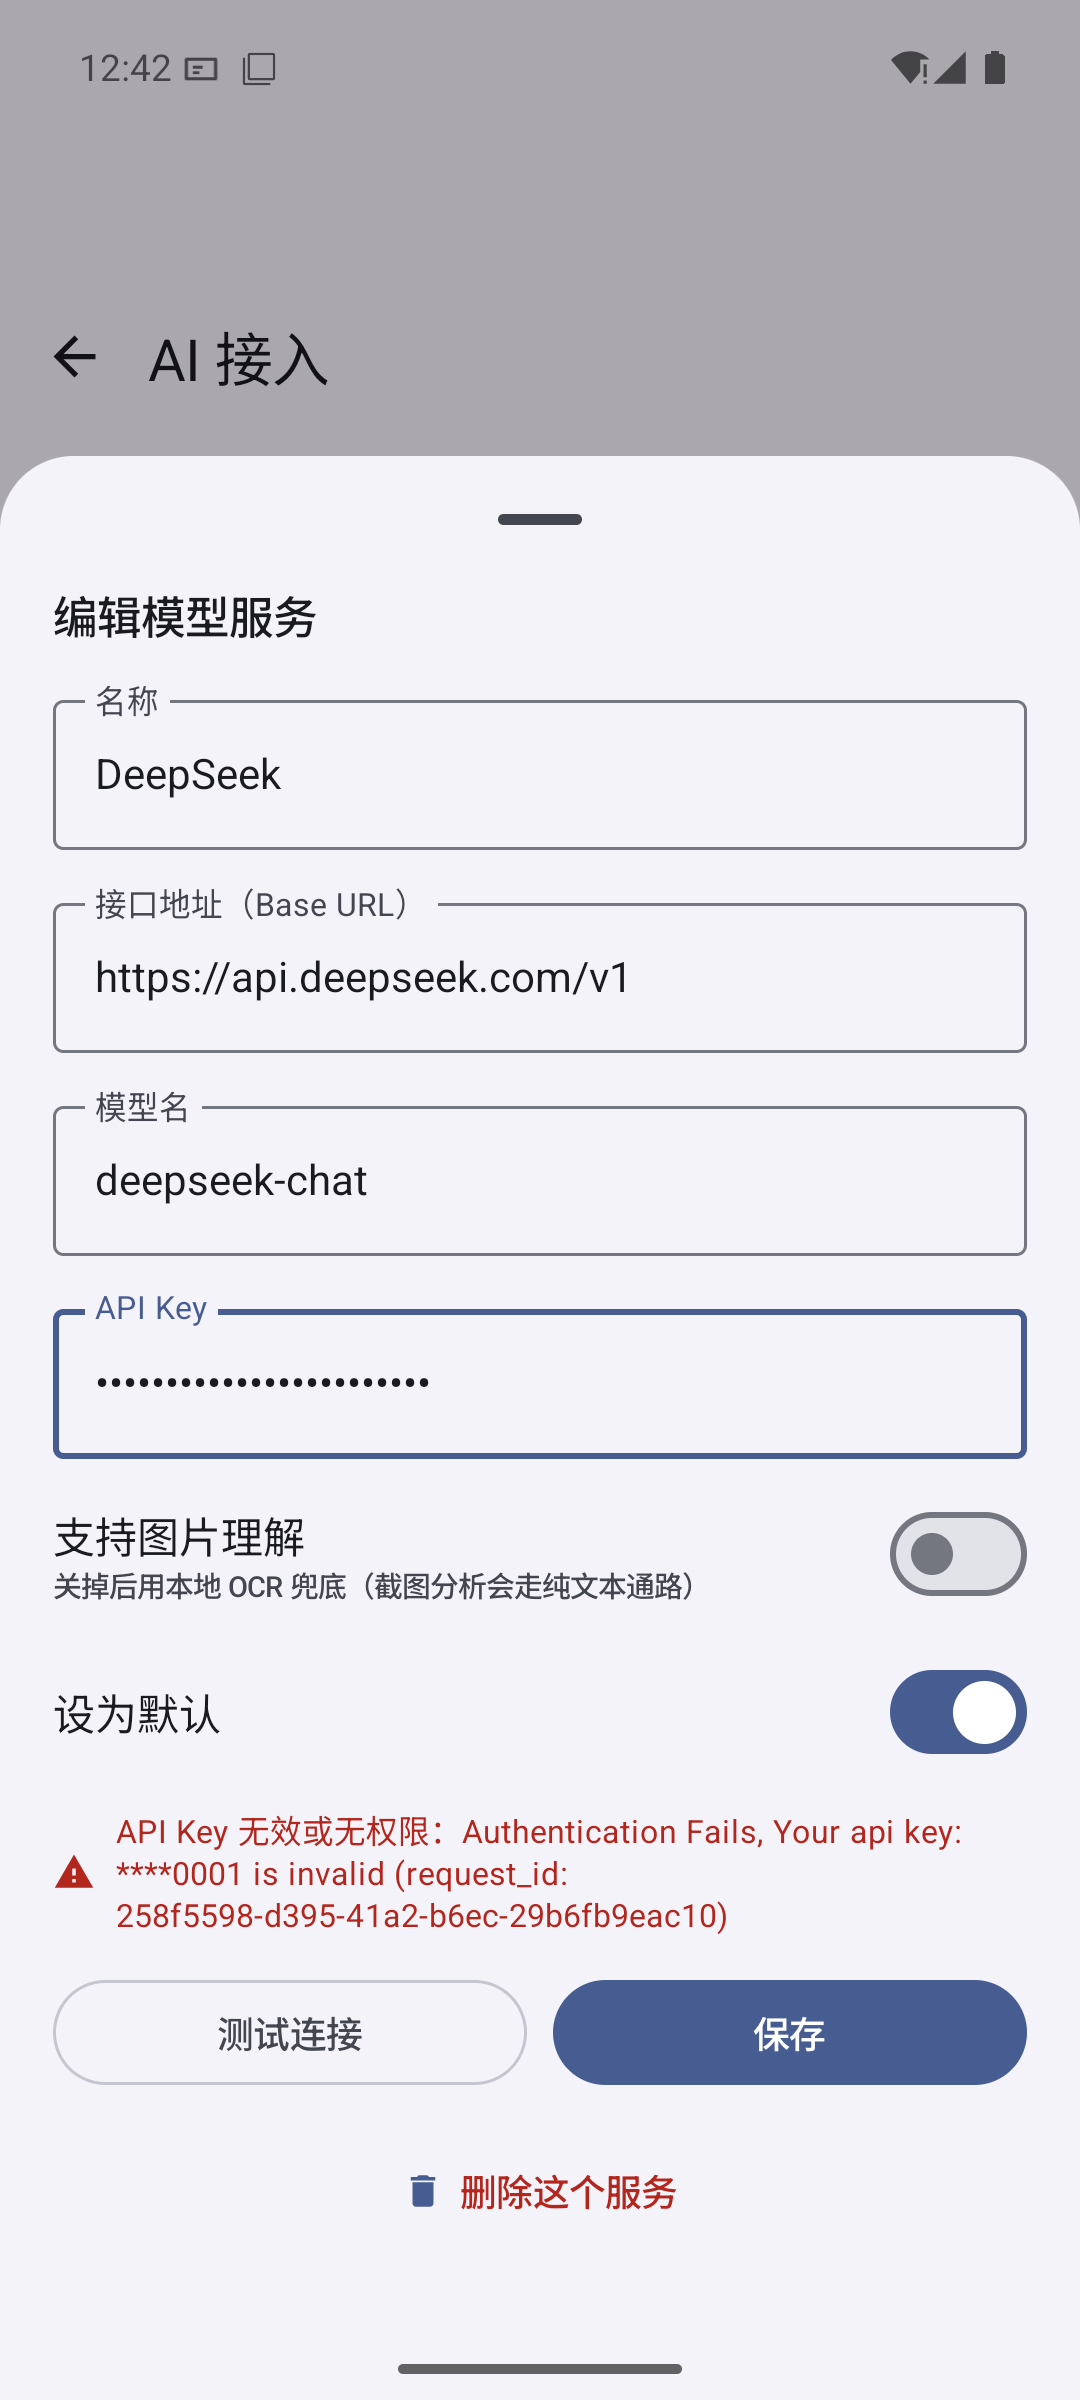 12:42
AI 接入
编辑模型服务
名称
DeepSeek
接口地址（Base URL）
https://api.deepseek.com/v1
模型名
deepseek-chat
API Key
••••••••••••••••••••••••
支持图片理解
关掉后用本地 OCR 兜底（截图分析会走纯文本通路）
设为默认
API Key 无效或无权限：Authentication Fails, Your api key:
****0001 is invalid (request_id:
258f5598-d395-41a2-b6ec-29b6fb9eac10)
测试连接
保存
删除这个服务